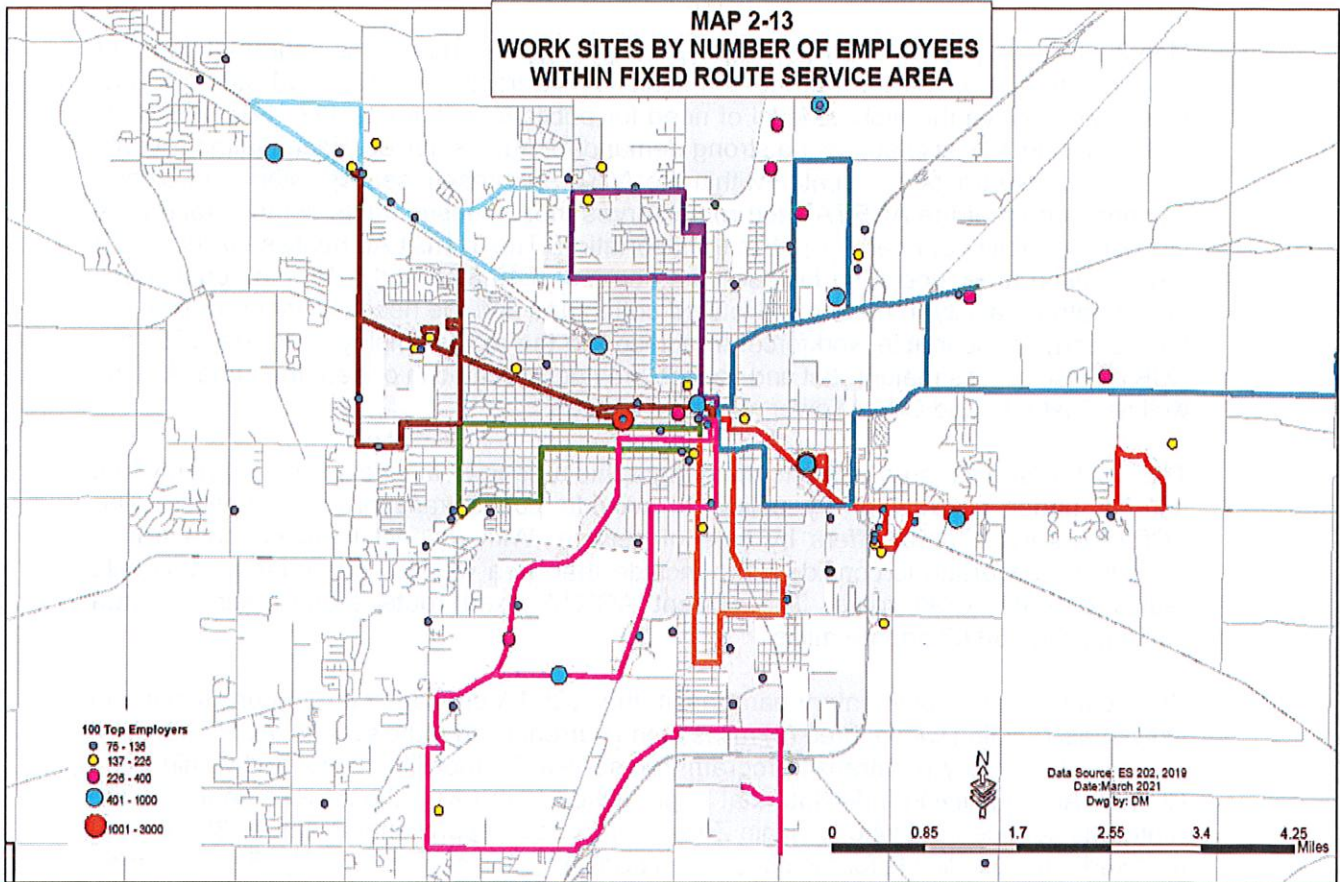 MAP 2-13
WORK SITES BY NUMBER OF EMPLOYEES
WITHIN FIXED ROUTE SERVICE AREA
100 Top Employers
75 - 136
137 - 225
226 - 400
401 - 1000
1001 - 3000
N
Data Source: ES 202, 2019
Date:March 2021
Dwg by: DM
0 0.85 1.7 2.55 3.4 4.25
Miles